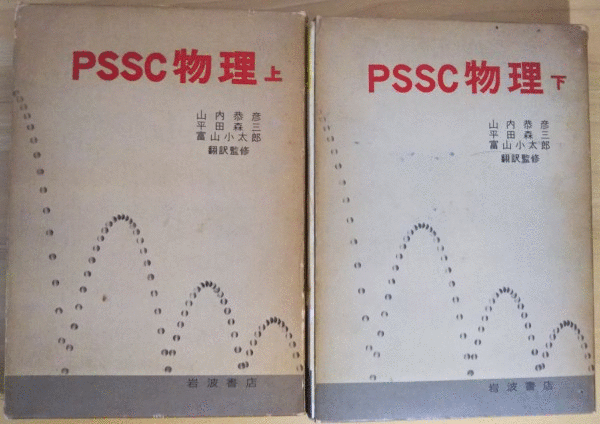 PSSC物理上
山内恭彦
平田森三
富山小太郎
翻訳監修
岩波書店
PSSC物理下
山内恭彦
平田森三
富山小太郎
翻訳監修
岩波書店